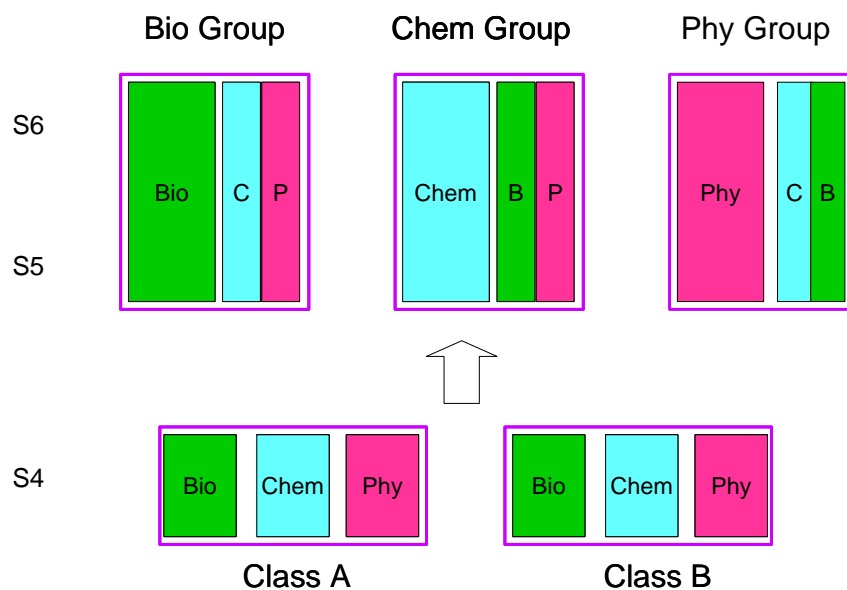 Bio Group Chem Group Phy Group
S6
Bio C P Chem B P Phy C B
S5
S4
Bio Chem Phy Bio Chem Phy
Class A Class B